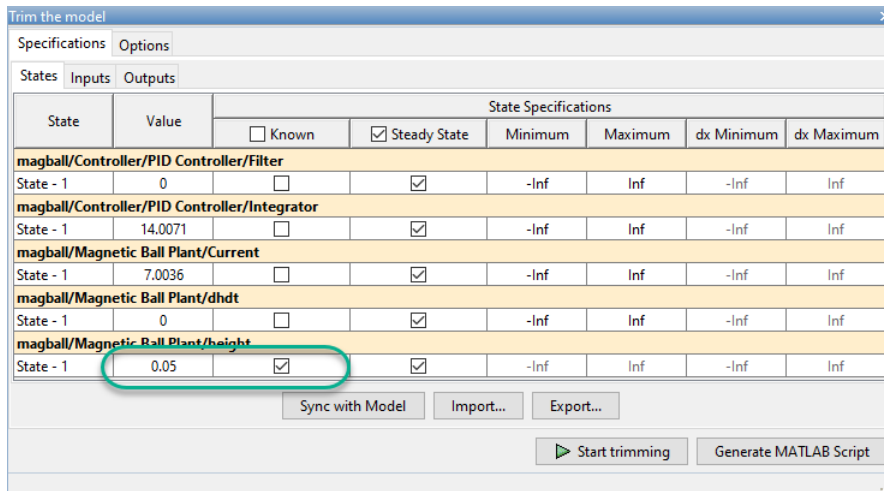 Trim the model
Specifications Options
States Inputs Outputs
State Value State Specifications
Known Steady State Minimum Maximum dx Minimum dx Maximum
magball/Controller/PID Controller/Filter
State - 1 0 -Inf Inf -Inf Inf
magball/Controller/PID Controller/Integrator
State - 1 14.0071 -Inf Inf -Inf Inf
magball/Magnetic Ball Plant/Current
State - 1 7.0036 -Inf Inf -Inf Inf
magball/Magnetic Ball Plant/dhdt
State - 1 0 -Inf Inf -Inf Inf
magball/Magnetic Ball Plant/height
State - 1 0.05 -Inf Inf -Inf Inf
Sync with Model Import... Export...
Start trimming Generate MATLAB Script